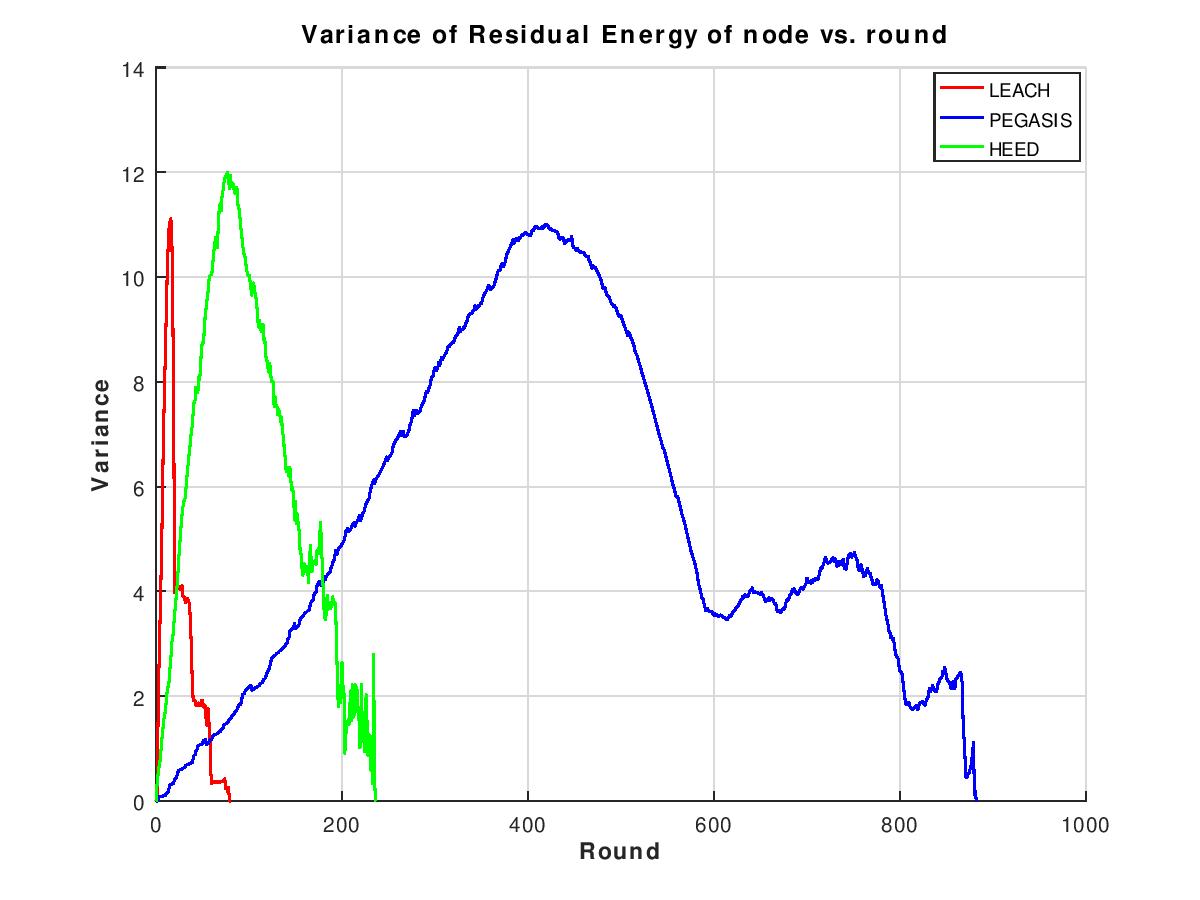 Variance of Residual Energy of node vs. round
14
12
10
8
6
4
2
0
Variance
LEACH
PEGASIS
HEED
0 200 400 600 800 1000
Round